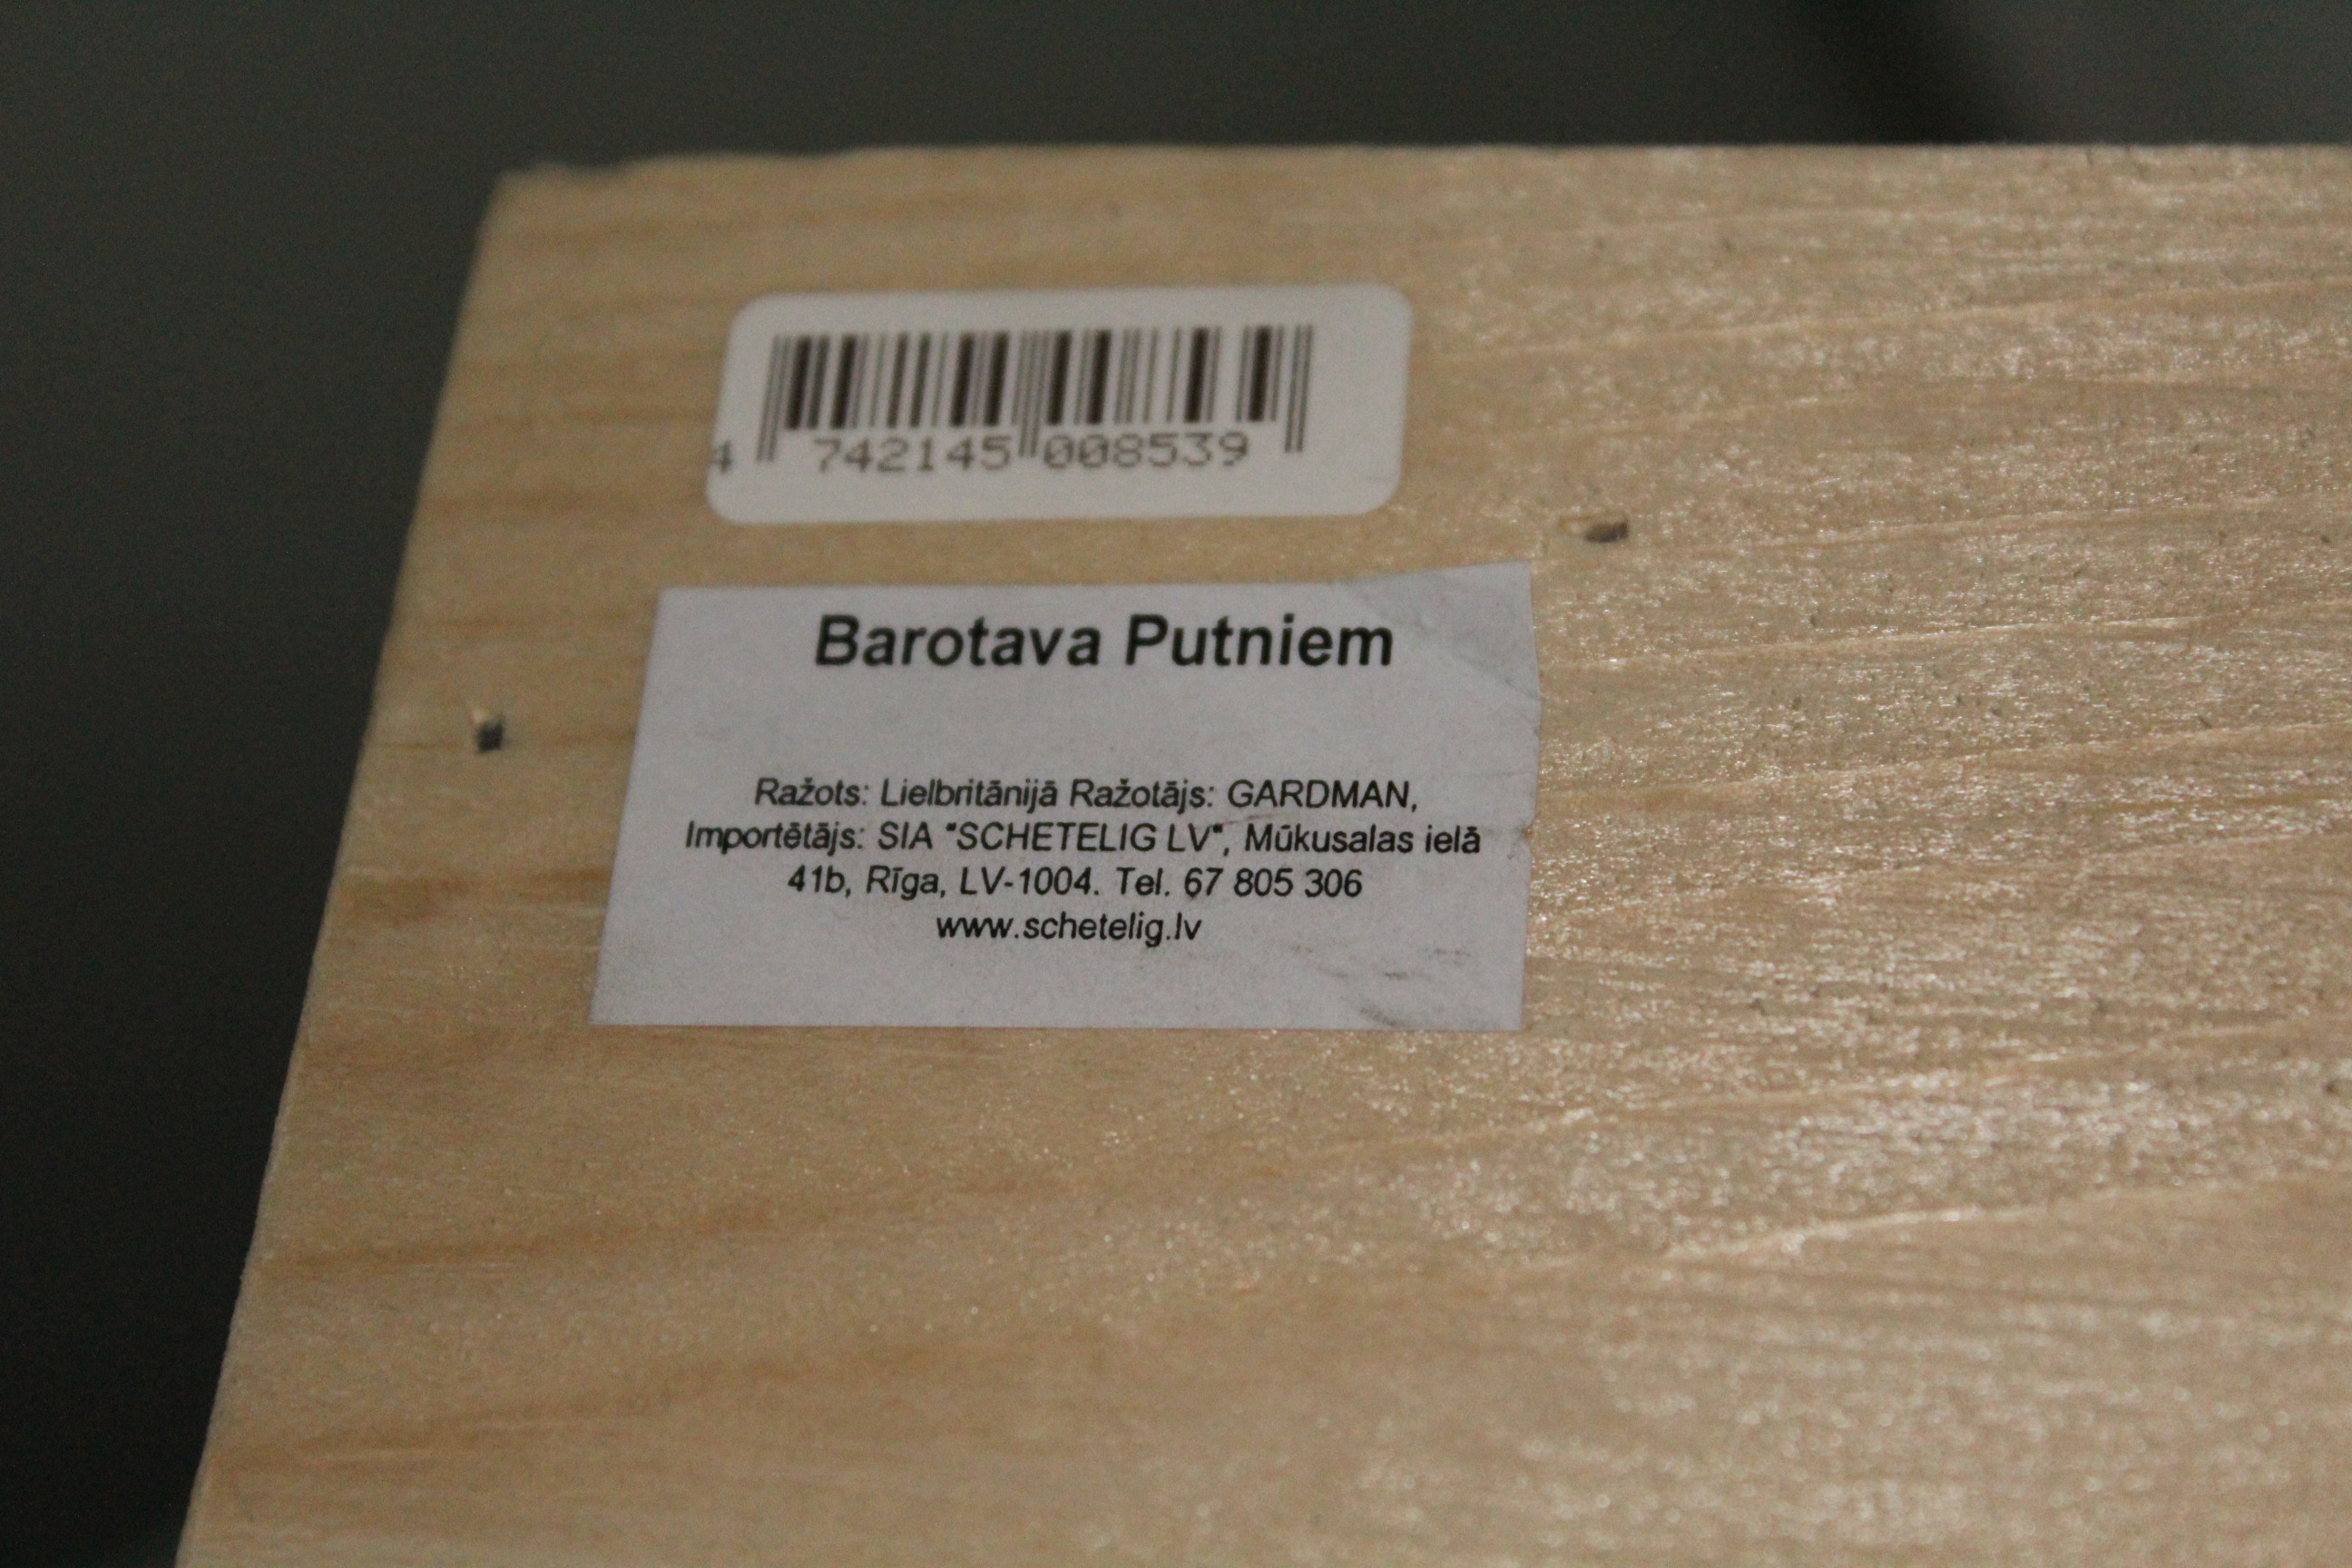 4 742145 008539
Barotava Putniem
Ražots: Lielbritānijā Ražotājs: GARDMAN,
Importētājs: SIA "SCHETELIG LV", Mūkusalas ielā
41b, Rīga, LV-1004. Tel. 67 805 306
www.schetelig.lv